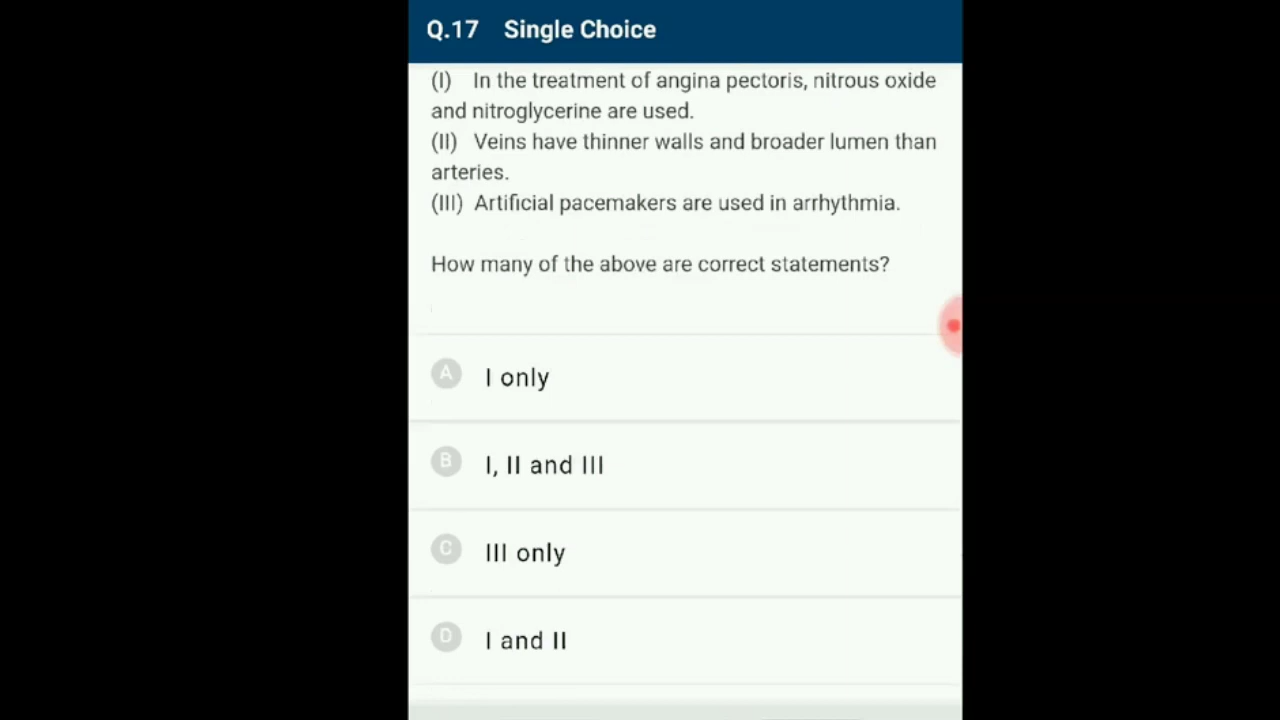 Q.17 Single Choice
(I) In the treatment of angina pectoris, nitrous oxide
and nitroglycerine are used.
(II) Veins have thinner walls and broader lumen than
arteries.
(III) Artificial pacemakers are used in arrhythmia.
How many of the above are correct statements?
A I only
B I, II and III
C III only
D I and II